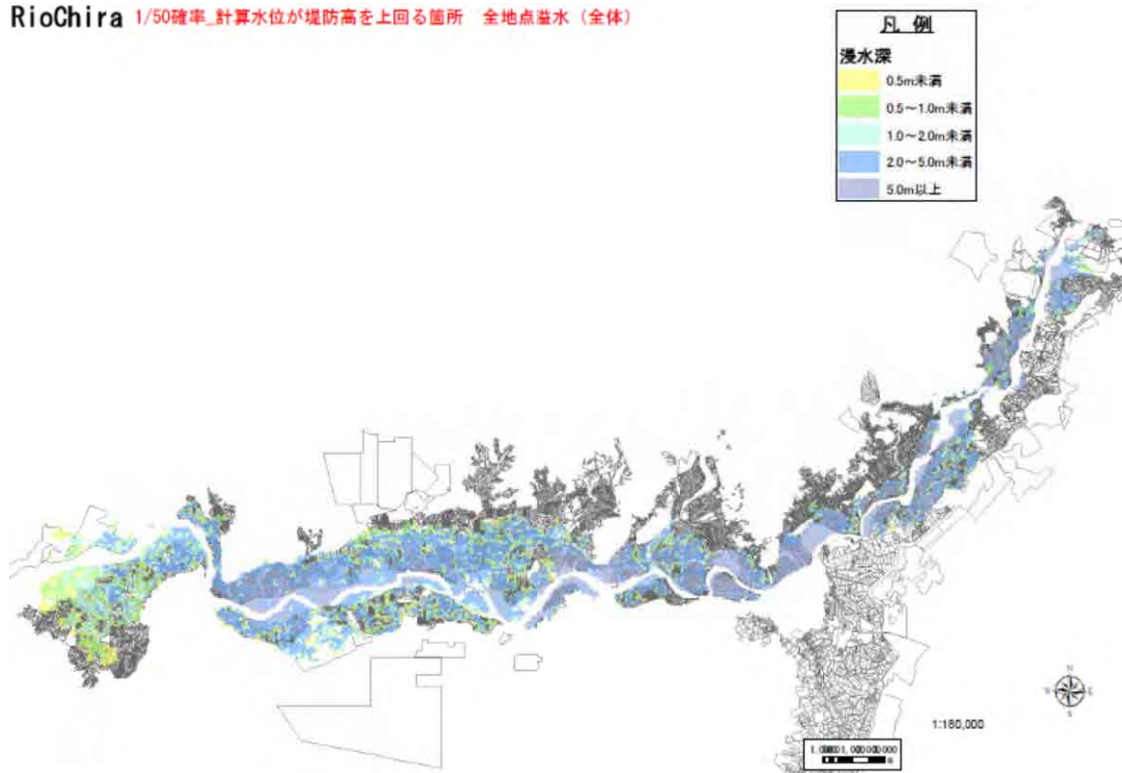 RioChira 1/50確率_計算水位が堤防高を上回る箇所 全地点溢水（全体）
凡 例
浸水深
0.5m未満
0.5～1.0m未満
1.0～2.0m未満
2.0～5.0m未満
5.0m以上
N
E
S
1:160,000